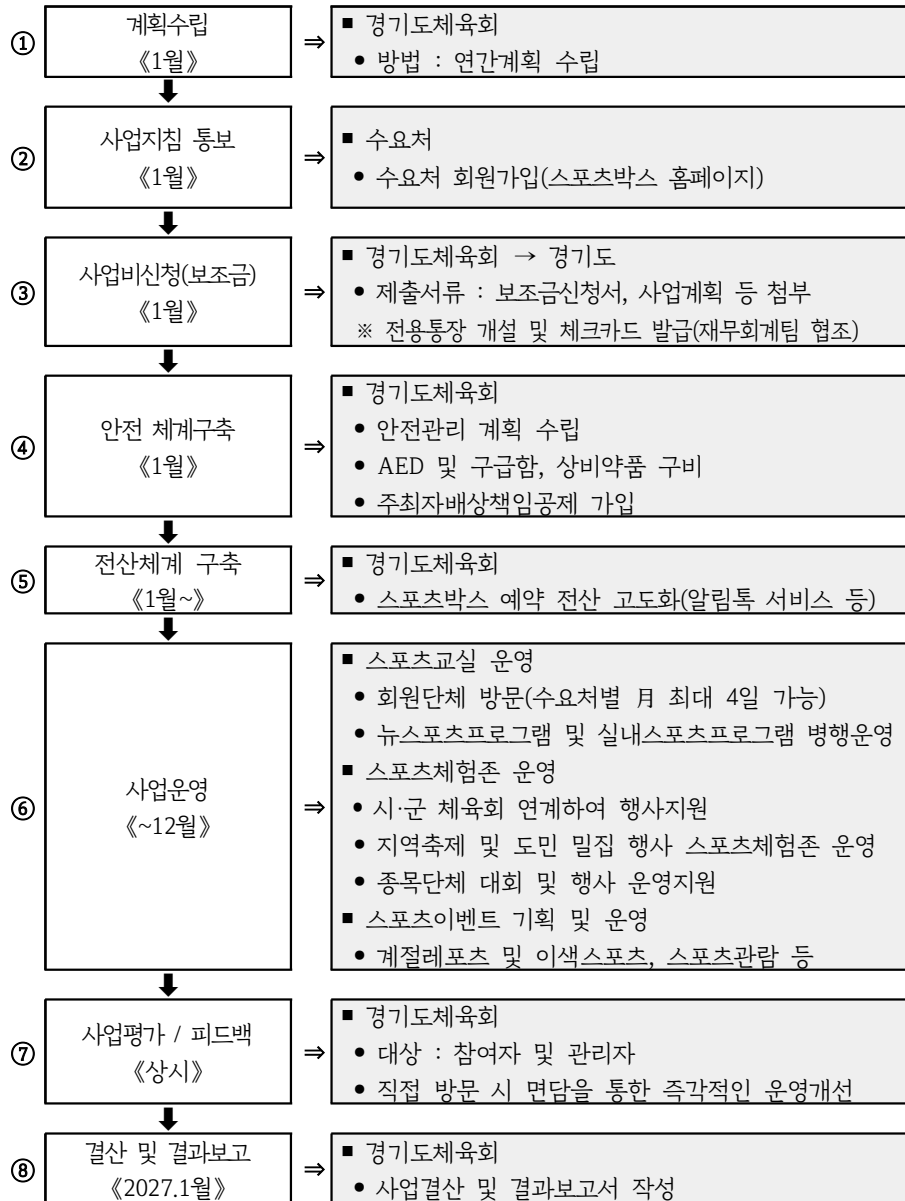 ① 계획수립
《1월》
⇒
■ 경기도체육회
● 방법 : 연간계획 수립
② 사업지침 통보
《1월》
⇒
■ 수요처
● 수요처 회원가입(스포츠박스 홈페이지)
③ 사업비신청(보조금)
《1월》
⇒
■ 경기도체육회 → 경기도
● 제출서류 : 보조금신청서, 사업계획 등 첨부
※ 전용통장 개설 및 체크카드 발급(재무회계팀 협조)
④ 안전 체계구축
《1월》
⇒
■ 경기도체육회
● 안전관리 계획 수립
● AED 및 구급함, 상비약품 구비
● 주최자배상책임공제 가입
⑤ 전산체계 구축
《1월~》
⇒
■ 경기도체육회
● 스포츠박스 예약 전산 고도화(알림톡 서비스 등)
⑥ 사업운영
《~12월》
⇒
■ 스포츠교실 운영
● 회원단체 방문(수요처별 月 최대 4일 가능)
● 뉴스포츠프로그램 및 실내스포츠프로그램 병행운영
■ 스포츠체험존 운영
● 시·군 체육회 연계하여 행사지원
● 지역축제 및 도민 밀집 행사 스포츠체험존 운영
● 종목단체 대회 및 행사 운영지원
■ 스포츠이벤트 기획 및 운영
● 계절레포츠 및 이색스포츠, 스포츠관람 등
⑦ 사업평가 / 피드백
《상시》
⇒
■ 경기도체육회
● 대상 : 참여자 및 관리자
● 직접 방문 시 면담을 통한 즉각적인 운영개선
⑧ 결산 및 결과보고
《2027.1월》
⇒
■ 경기도체육회
● 사업결산 및 결과보고서 작성